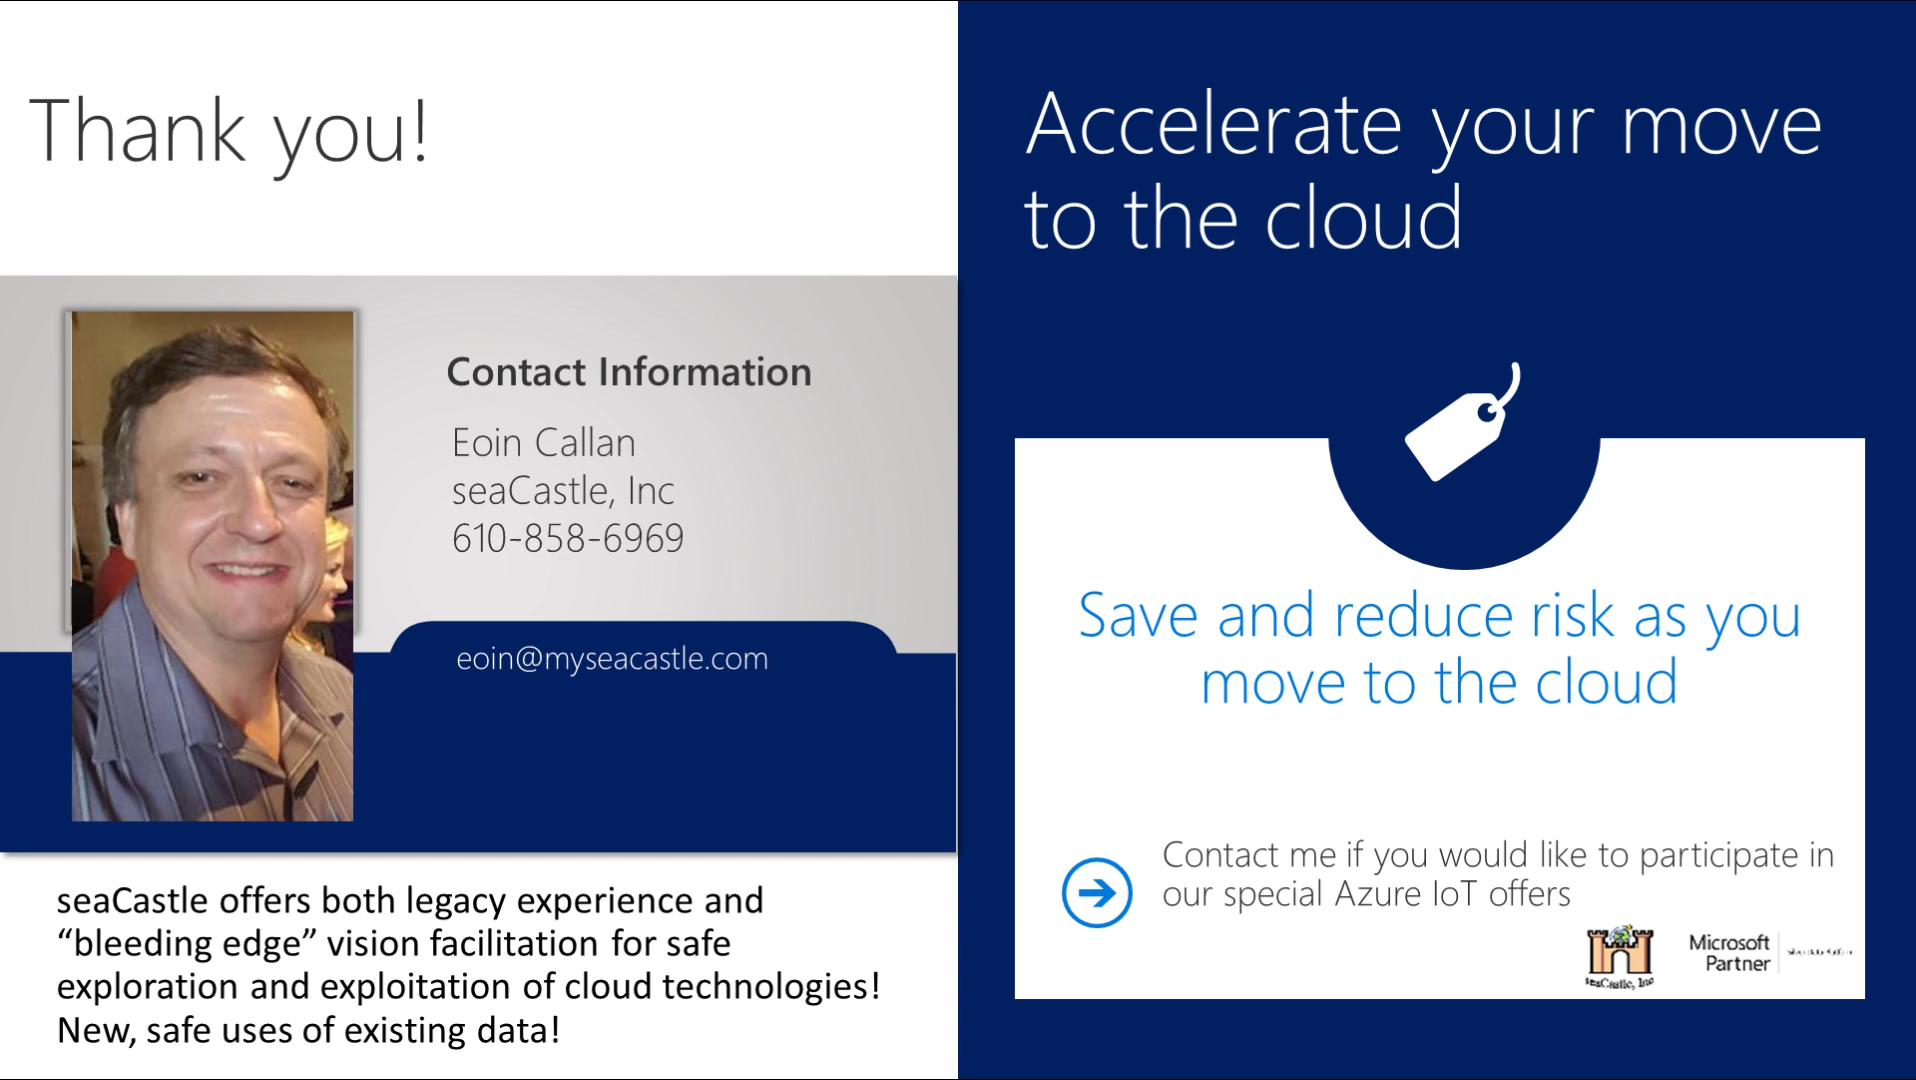 Thank you!
Contact Information
Eoin Callan
seaCastle, Inc
610-858-6969
eoin@myseacastle.com
seaCastle offers both legacy experience and
“bleeding edge” vision facilitation for safe
exploration and exploitation of cloud technologies!
New, safe uses of existing data!
Accelerate your move
to the cloud
Save and reduce risk as you
move to the cloud
Contact me if you would like to participate in
our special Azure IoT offers
seaCastle, Inc
Microsoft
Partner